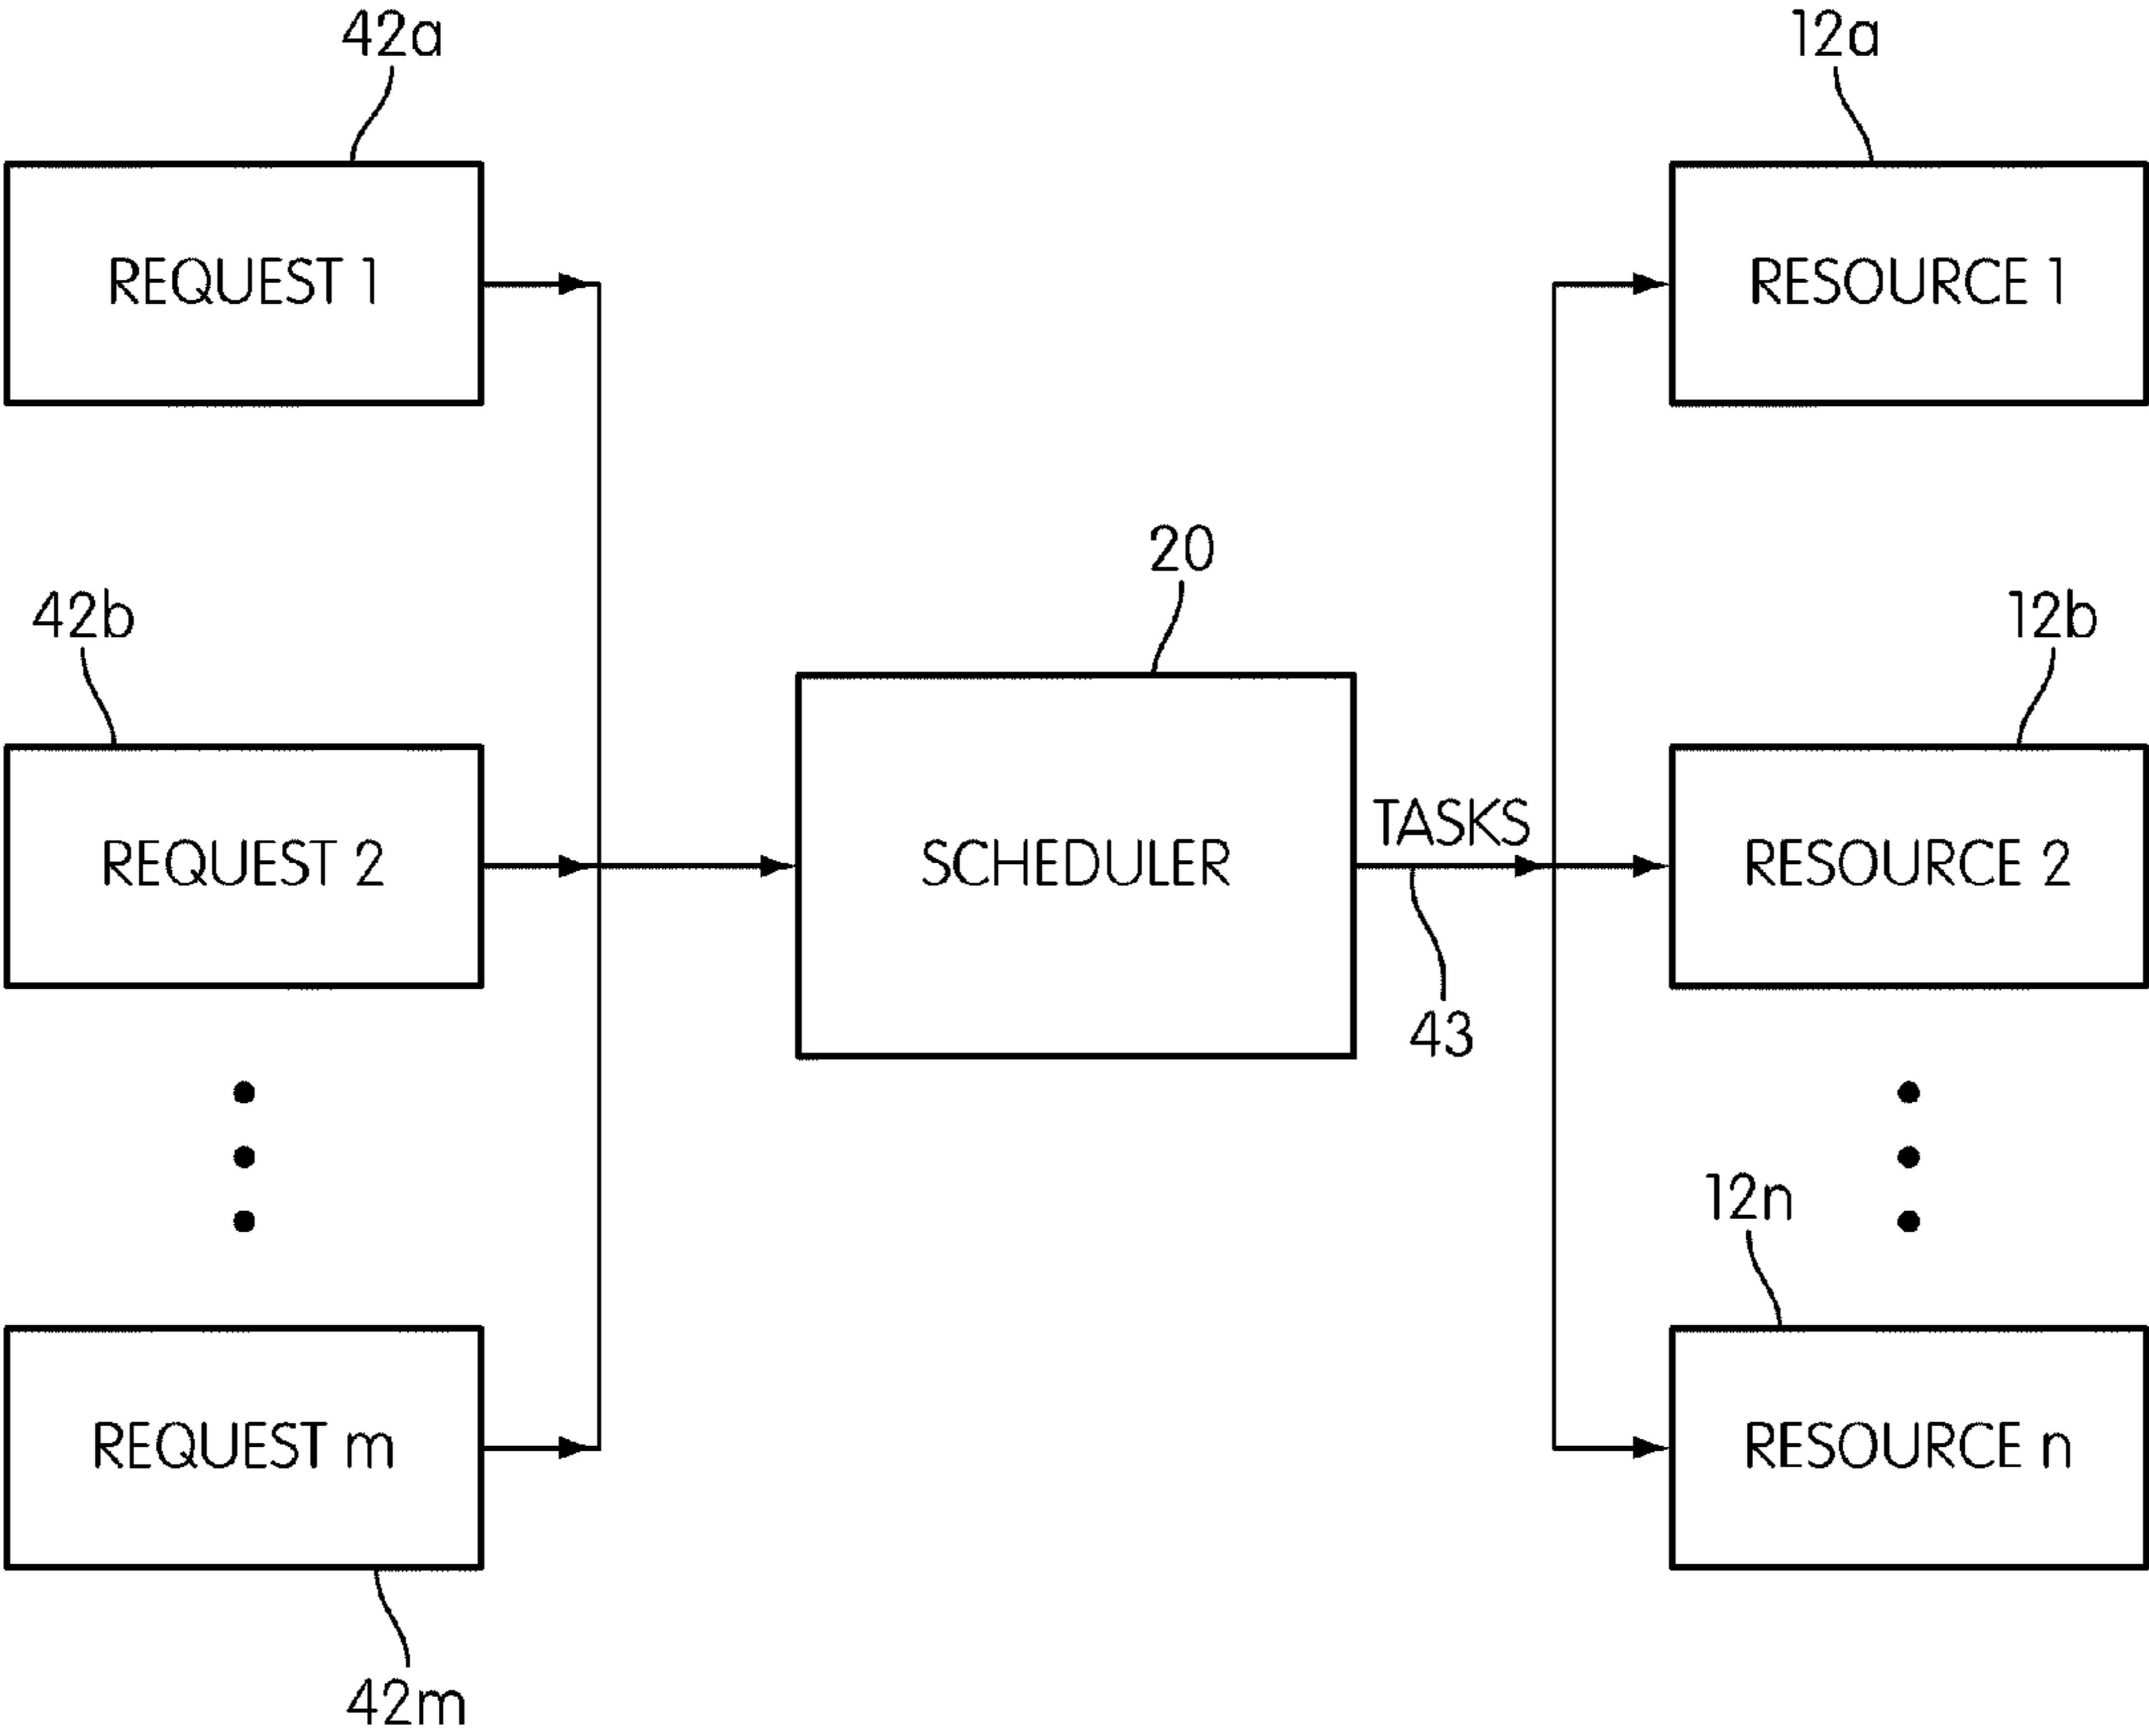 42a
12a
REQUEST 1
RESOURCE 1
20
42b
12b
TASKS
REQUEST 2
SCHEDULER
RESOURCE 2
43
12n
REQUEST m
RESOURCE n
42m